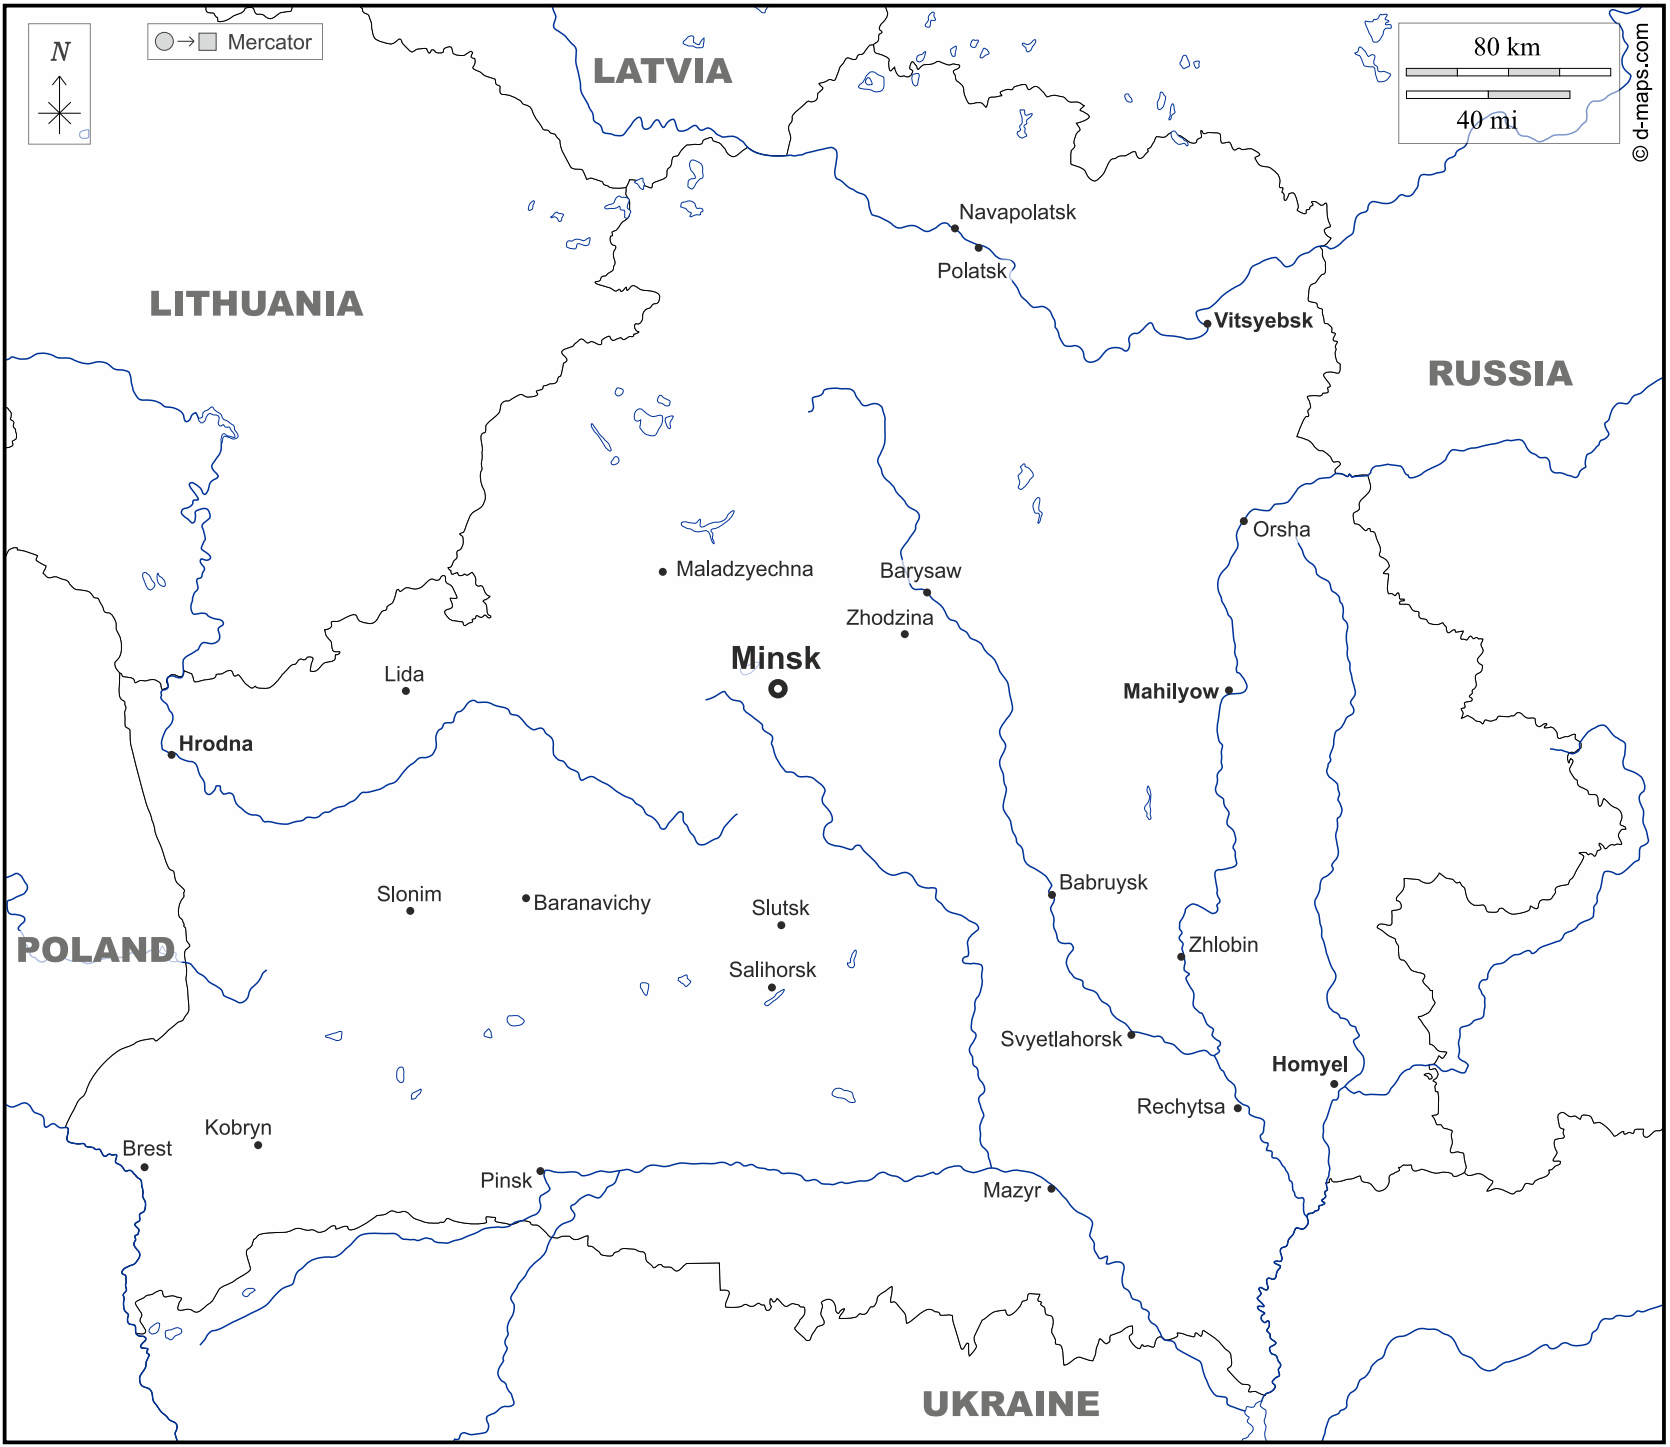 N
Mercator
LATVIA
80 km
40 mi
© d-maps.com
Navapolatsk
Polatsk
LITHUANIA
Vitsyebsk
RUSSIA
Orsha
Maladzyechna
Barysaw
Zhodzina
Minsk
Lida
Mahilyow
Hrodna
Babruysk
Slonim
Baranavichy
Slutsk
Zhlobin
POLAND
Salihorsk
Svyetlahorsk
Homyel
Rechytsa
Kobryn
Brest
Pinsk
Mazyr
UKRAINE